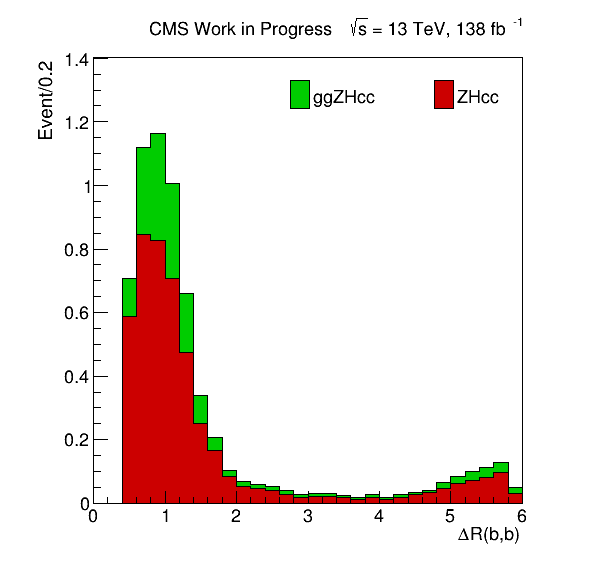 CMS Work in Progress √s = 13 TeV, 138 fb ⁻¹
Event/0.2
ggZHcc ZHcc
1.4
1.2
1
0.8
0.6
0.4
0.2
0
0 1 2 3 4 5 6
ΔR(b,b)